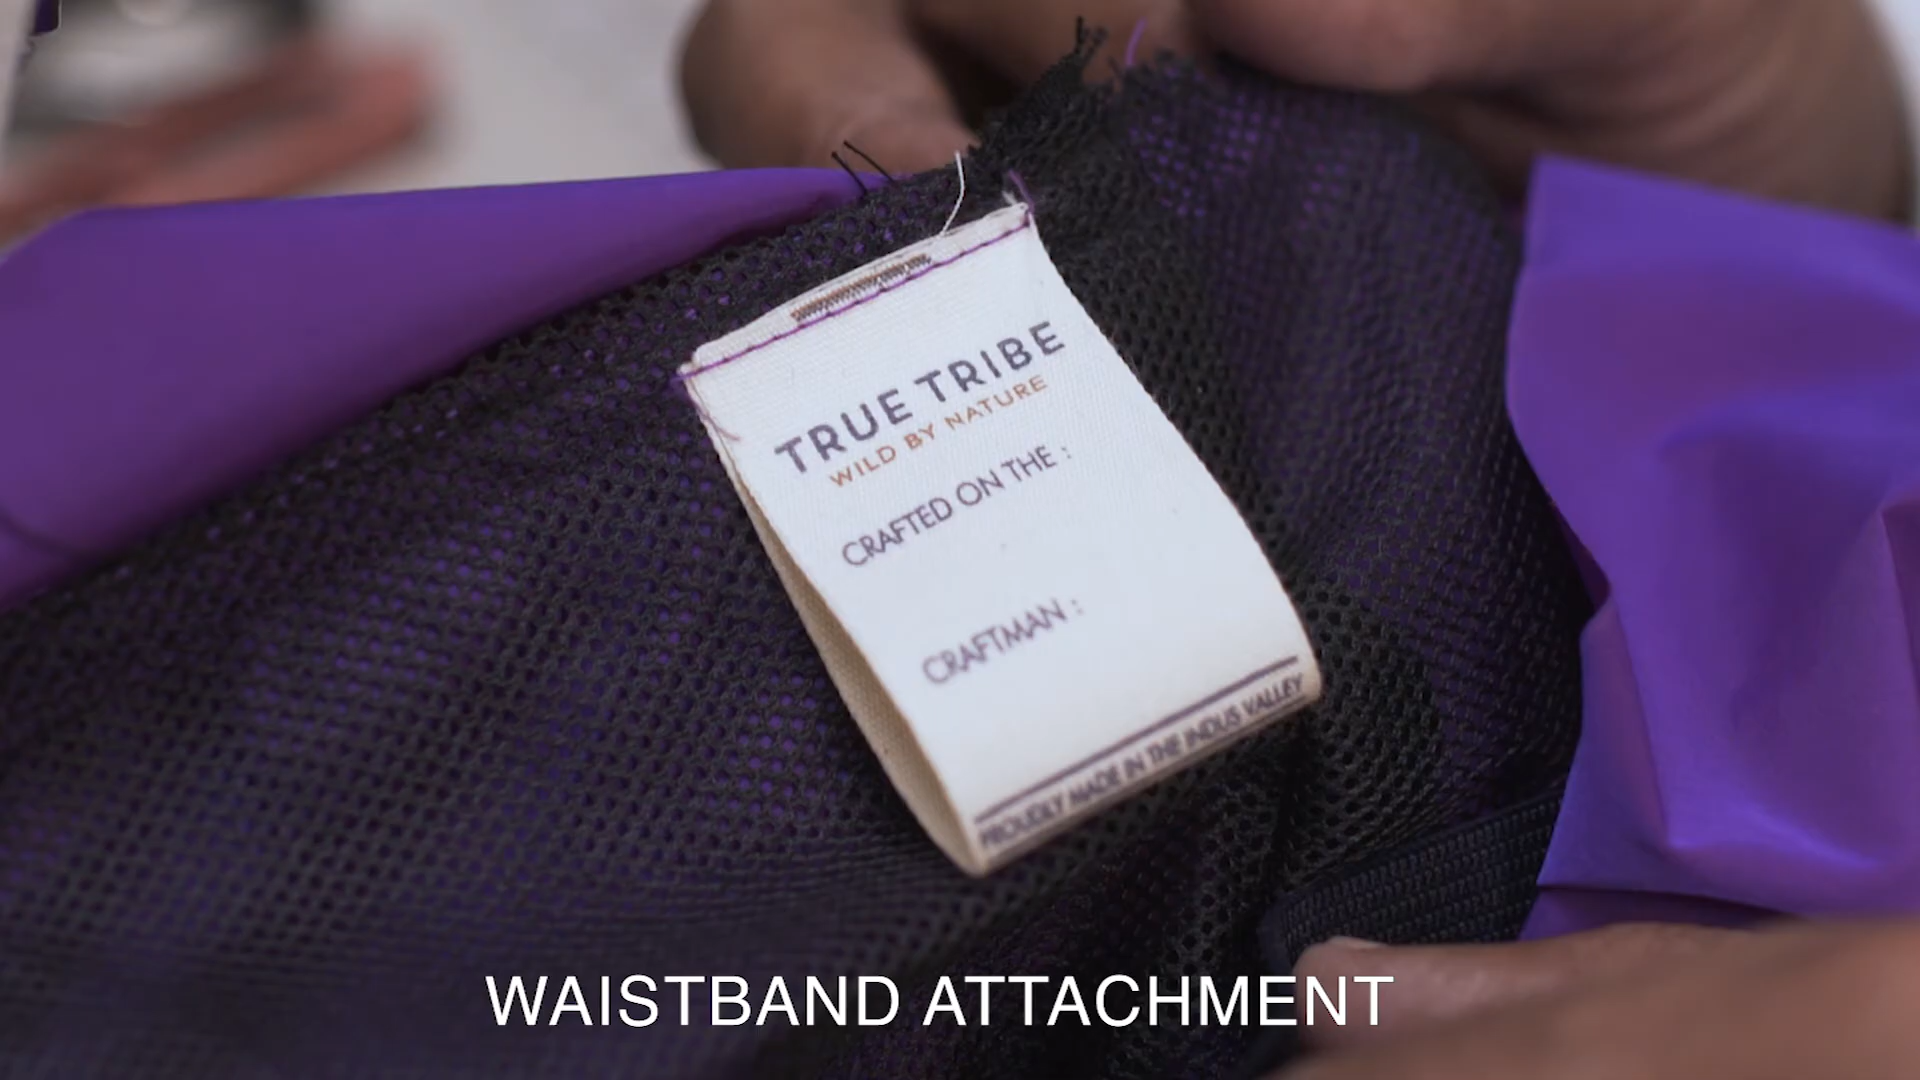 TRUE TRIBE
WILD BY NATURE
CRAFTED ON THE :
CRAFTMAN :
PROUDLY MADE IN THE INDUS VALLEY
WAISTBAND ATTACHMENT